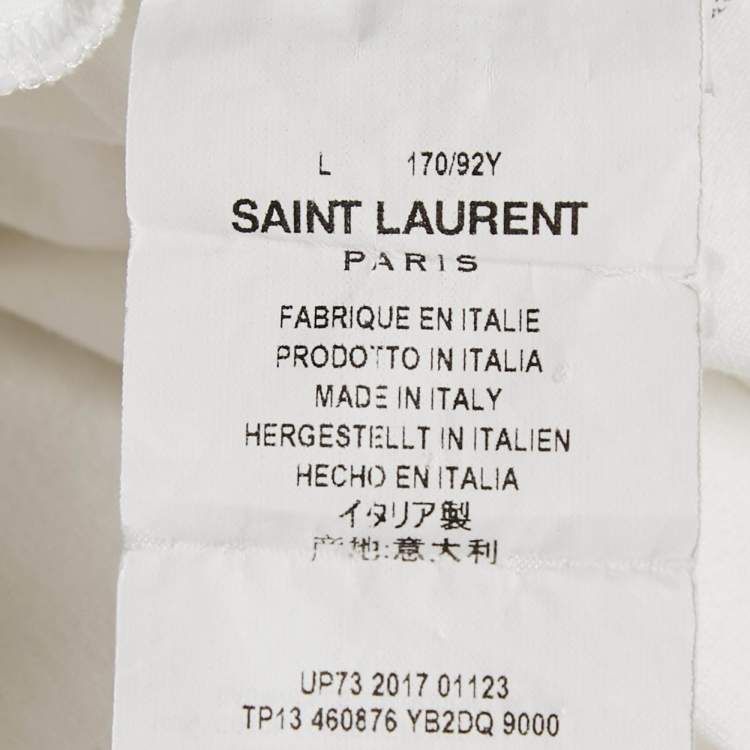 L 170/92Y
SAINT LAURENT
PARIS
FABRIQUE EN ITALIE
PRODOTTO IN ITALIA
MADE IN ITALY
HERGESTELLT IN ITALIEN
HECHO EN ITALIA
イタリア製
产地:意大利
UP73 2017 01123
TP13 460876 YB2DQ 9000